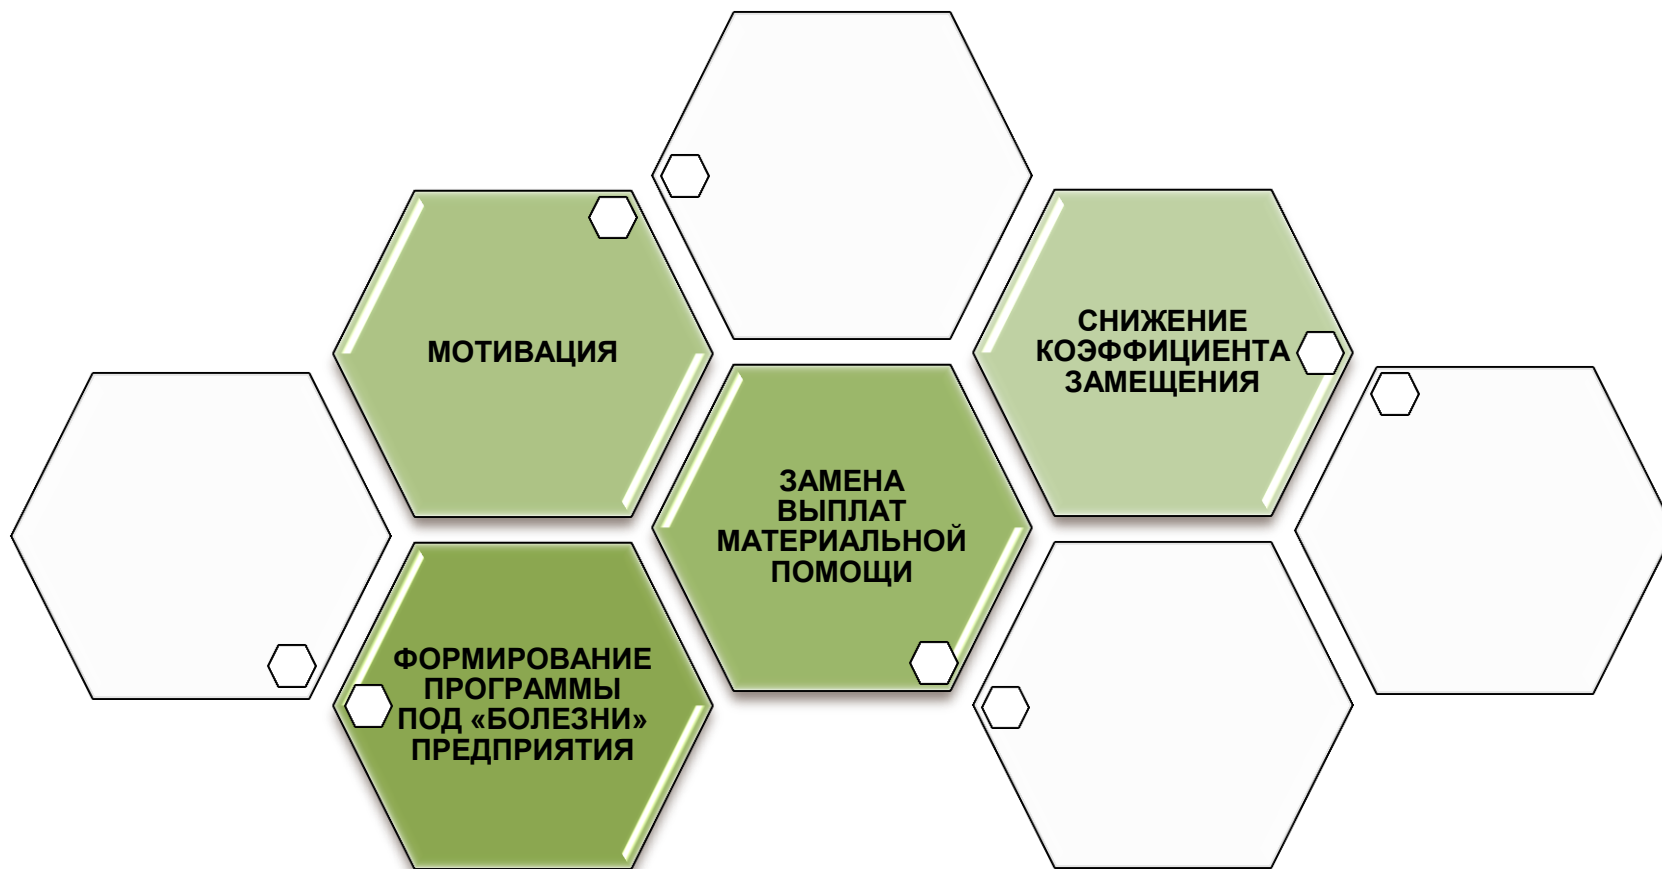 МОТИВАЦИЯ
СНИЖЕНИЕ
КОЭФФИЦИЕНТА
ЗАМЕЩЕНИЯ
ЗАМЕНА
ВЫПЛАТ
МАТЕРИАЛЬНОЙ
ПОМОЩИ
ФОРМИРОВАНИЕ
ПРОГРАММЫ
ПОД «БОЛЕЗНИ»
ПРЕДПРИЯТИЯ